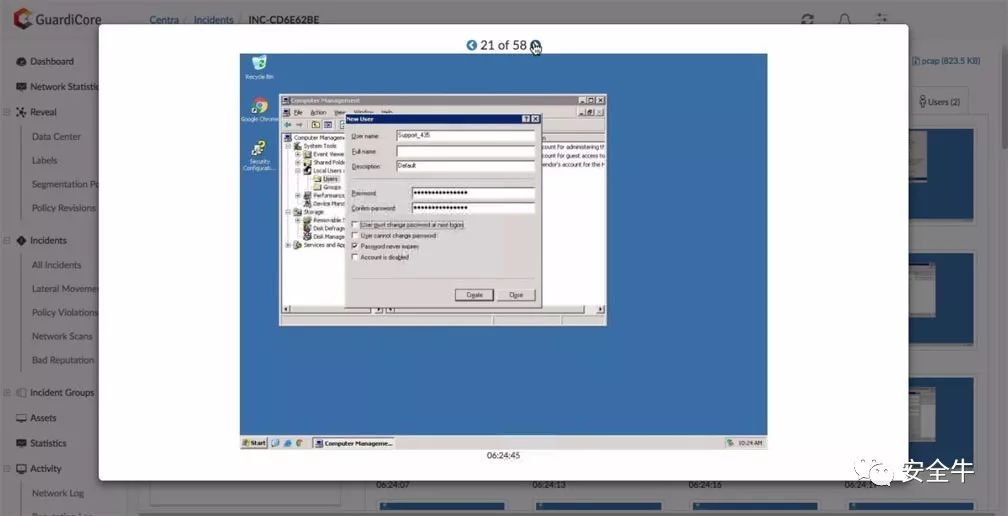 GuardiCore
Centra
Incidents
INC-CD6E62BE
21 of 58
pcap (823.5 KB)
Users (2)
Dashboard
Network Statistic
Reveal
Data Center
Labels
Segmentation Po
Policy Revisions
Incidents
All Incidents
Lateral Movemen
Policy Violations
Network Scans
Bad Reputation
Incident Groups
Assets
Statistics
Activity
Network Log
Recycle Bin
Google Chrome
Security
Configurati...
Computer Management
File Action View Window Help
Computer Managemen
System Tools
Event Viewe
Shared Folde
Local Users a
Users
Groups
Performance
Device Mana
Storage
Removable S
Disk Defragm
Disk Manage
Services and App
ount for administering th
ount for guest access to
endor's account for the H
New User
User name: Support_435
Full name:
Description: Default
Password:
Confirm password:
User must change password at next logon
User cannot change password
Password never expires
Account is disabled
Create
Close
Start
Computer Manageme...
10:24 AM
06:24:45
06:24:07
06:24:13
06:24:16
安全牛